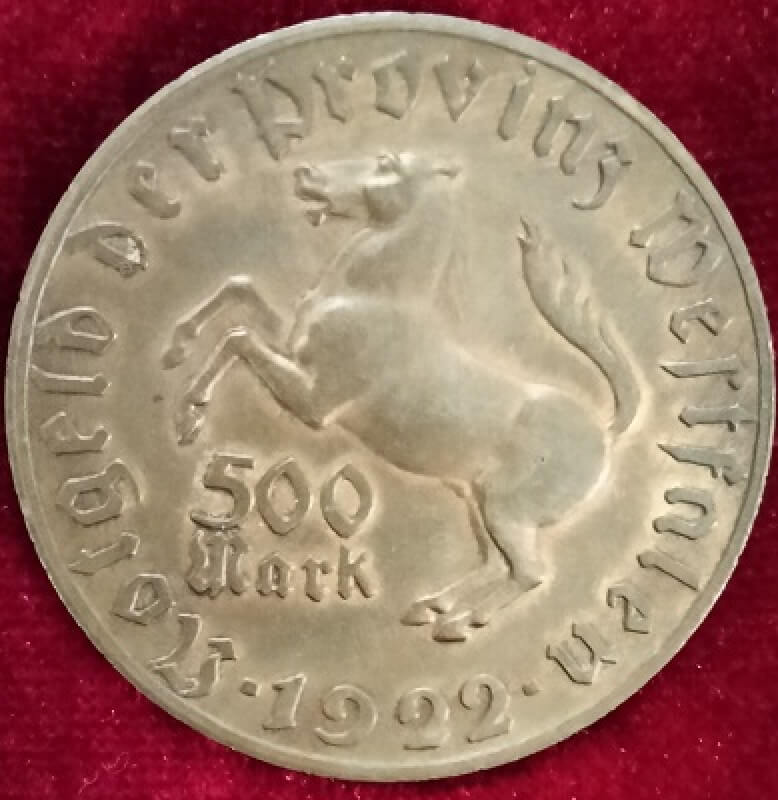 Notgeld der Provinz Westfalen
500
Mark
·1922·